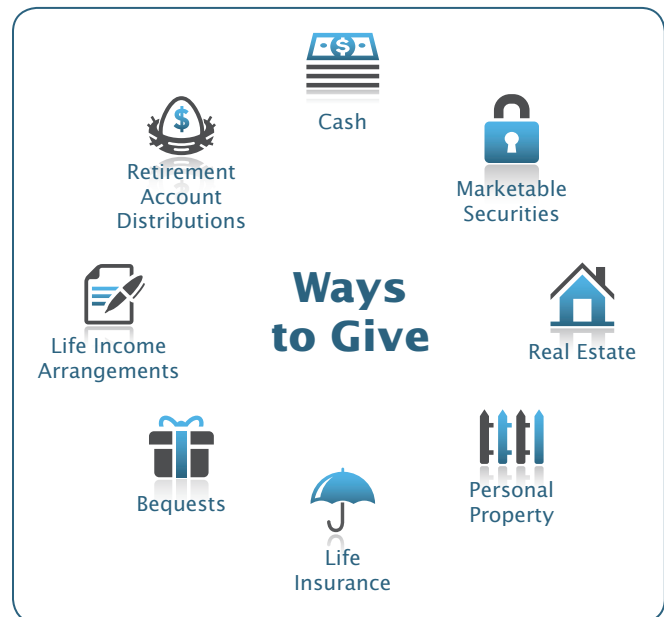 $
Cash
$
Retirement
Account
Distributions
Marketable
Securities
Ways
to Give
Life Income
Arrangements
Real Estate
Bequests
Personal
Property
Life
Insurance